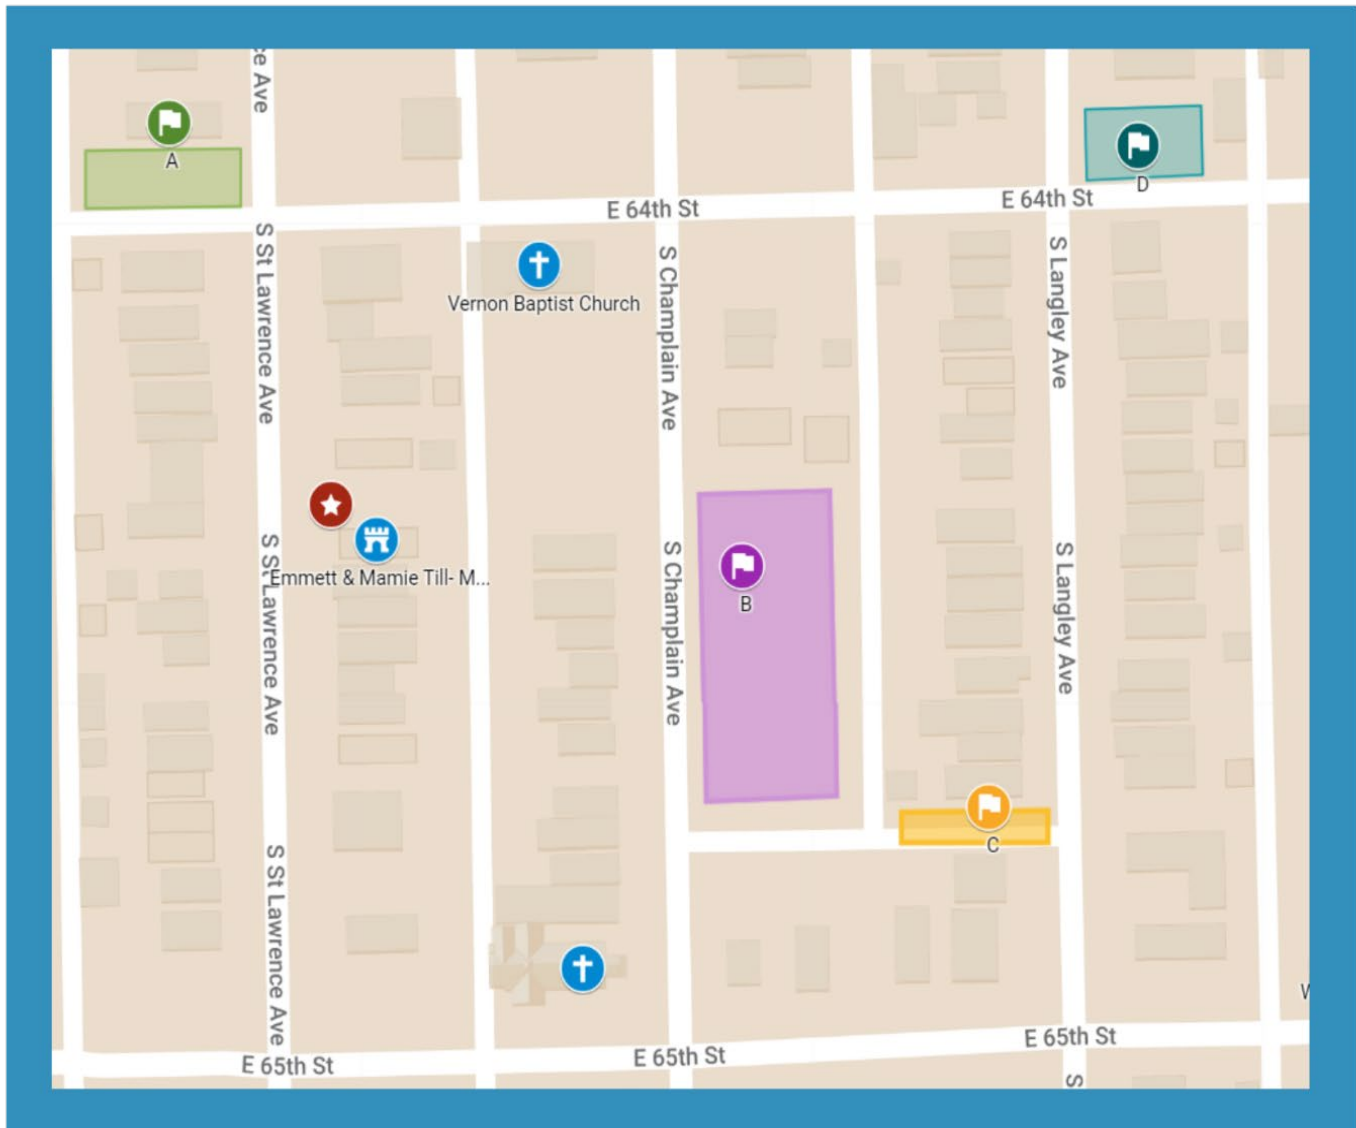 ce Ave
A
D
E 64th St
E 64th St
S St Lawrence Ave
Vernon Baptist Church
S Champlain Ave
S Langley Ave
Emmett & Mamie Till- M...
S St Lawrence Ave
B
S Champlain Ave
S Langley Ave
C
S St Lawrence Ave
E 65th St
E 65th St
E 65th St
S